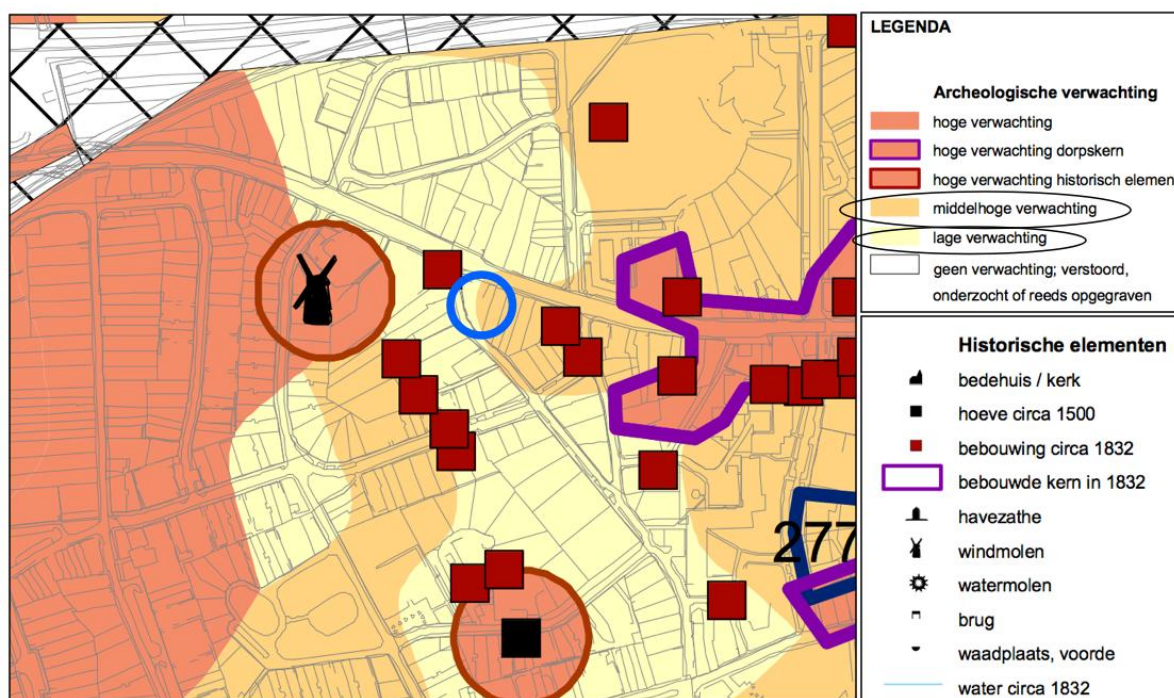 LEGENDA
Archeologische verwachting
hoge verwachting
hoge verwachting dorpskern
hoge verwachting historisch elemen
middelhoge verwachting
lage verwachting
geen verwachting; verstoord,
onderzocht of reeds opgegraven
Historische elementen
bedehuis / kerk
hoeve circa 1500
bebouwing circa 1832
bebouwde kern in 1832
havezathe
windmolen
watermolen
brug
waadplaats, voorde
water circa 1832
277